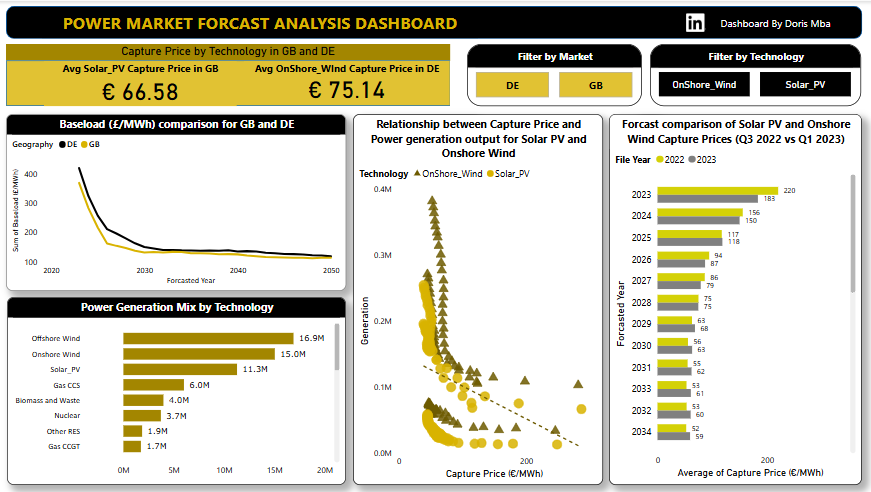 POWER MARKET FORCAST ANALYSIS DASHBOARD
in
Dashboard By Doris Mba
Capture Price by Technology in GB and DE
Avg Solar_PV Capture Price in GB
€ 66.58
Avg OnShore_WInd Capture Price in DE
€ 75.14
Filter by Market
DE
GB
Filter by Technology
OnShore_Wind
Solar_PV
Baseload (£/MWh) comparison for GB and DE
Geography DE GB
Sum of Baseload (£/MWh)
400
300
200
100
2020
2030
2040
2050
Forcasted Year
Power Generation Mix by Technology
Offshore Wind 16.9M
Onshore Wind 15.0M
Solar_PV 11.3M
Gas CCS 6.0M
Biomass and Waste 4.0M
Nuclear 3.7M
Other RES 1.9M
Gas CCGT 1.7M
0M 5M 10M 15M 20M
Relationship between Capture Price and
Power generation output for Solar PV and
Onshore Wind
Technology OnShore_Wind Solar_PV
Generation
0.4M
0.3M
0.2M
0.1M
0.0M
0
200
Capture Price (€/MWh)
Forcast comparison of Solar PV and Onshore
Wind Capture Prices (Q3 2022 vs Q1 2023)
File Year 2022 2023
Forcasted Year
2023 220
183
2024 156
150
2025 117
118
2026 94
87
2027 86
79
2028 75
75
2029 63
68
2030 56
63
2031 55
62
2033 53
61
2032 53
60
2034 52
59
0
200
Average of Capture Price (€/MWh)